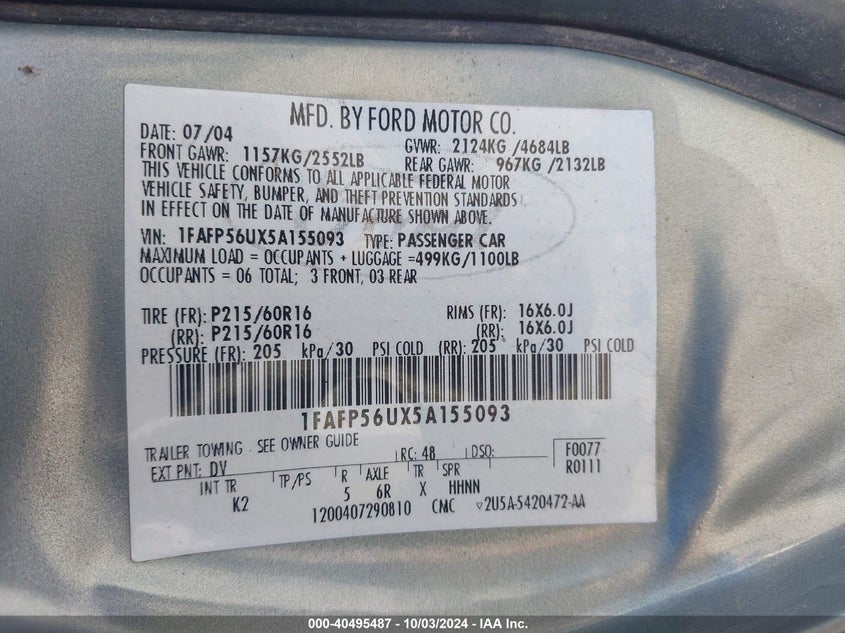 MFD. BY FORD MOTOR CO.
DATE: 07/04 GVWR: 2124KG /4684LB
FRONT GAWR: 1157KG/2552LB REAR GAWR: 967KG /2132LB
THIS VEHICLE CONFORMS TO ALL APPLICABLE FEDERAL MOTOR
VEHICLE SAFETY, BUMPER, AND THEFT PREVENTION STANDARDS
IN EFFECT ON THE DATE OF MANUFACTURE SHOWN ABOVE.
VIN: 1FAFP56UX5A155093 TYPE: PASSENGER CAR
MAXIMUM LOAD = OCCUPANTS + LUGGAGE =499KG/1100LB
OCCUPANTS = 06 TOTAL; 3 FRONT, 03 REAR
TIRE (FR): P215/60R16 RIMS (FR): 16X6.0J
(RR): P215/60R16 (RR): 16X6.0J
PRESSURE (FR): 205 kPa/30 PSI COLD (RR): 205 kPa/30 PSI COLD
1FAFP56UX5A155093
TRAILER TOWING - SEE OWNER GUIDE
EXT PNT: DV RC: 48 DSO: F0077
R0111
INT TR TP/PS R AXLE TR SPR
K2 5 6R X HHNN
1200407290810 CMC ▽2U5A-5420472-AA
000-40495487 - 10/03/2024 - IAA Inc.